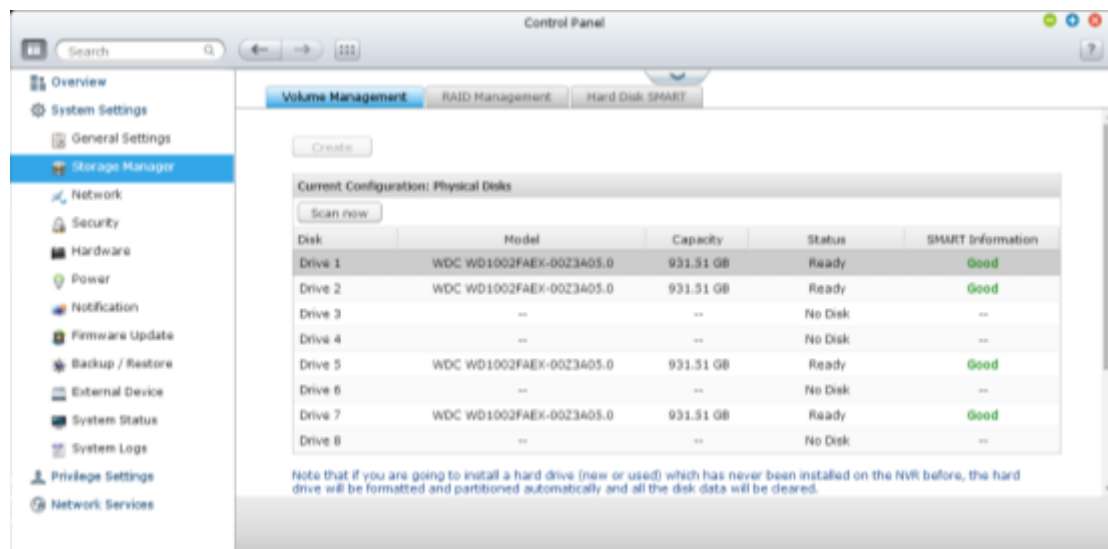 Control Panel
Search
?
Overview
System Settings
General Settings
Storage Manager
Network
Security
Hardware
Power
Notification
Firmware Update
Backup / Restore
External Device
System Status
System Logs
Privilege Settings
Network Services
Volume Management RAID Management Hard Disk SMART
Create
Current Configuration: Physical Disks
Scan now
Disk Model Capacity Status SMART Information
Drive 1 WDC WD1002FAEX-00Z3A05.0 931.51 GB Ready Good
Drive 2 WDC WD1002FAEX-00Z3A05.0 931.51 GB Ready Good
Drive 3 -- -- No Disk --
Drive 4 -- -- No Disk --
Drive 5 WDC WD1002FAEX-00Z3A05.0 931.51 GB Ready Good
Drive 6 -- -- No Disk --
Drive 7 WDC WD1002FAEX-00Z3A05.0 931.51 GB Ready Good
Drive 8 -- -- No Disk --
Note that if you are going to install a hard drive (new or used) which has never been installed on the NVR before, the hard
drive will be formatted and partitioned automatically and all the disk data will be cleared.